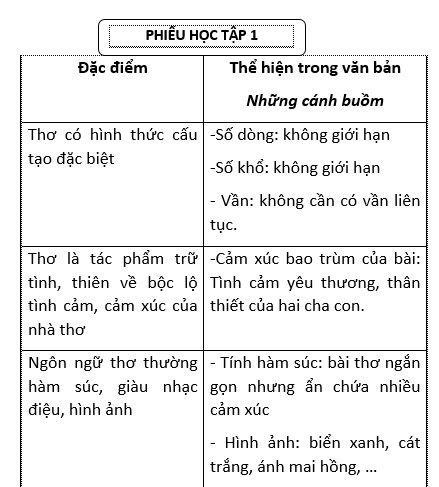 PHIẾU HỌC TẬP 1
Đặc điểm
Thể hiện trong văn bản
Những cánh buồm
Thơ có hình thức cấu
tạo đặc biệt
-Số dòng: không giới hạn
-Số khổ: không giới hạn
- Vần: không cần có vần liên
tục.
Thơ là tác phẩm trữ
tình, thiên về bộc lộ
tình cảm, cảm xúc của
nhà thơ
-Cảm xúc bao trùm của bài:
Tình cảm yêu thương, thân
thiết của hai cha con.
Ngôn ngữ thơ thường
hàm súc, giàu nhạc
điệu, hình ảnh
- Tính hàm súc: bài thơ ngắn
gọn nhưng ẩn chứa nhiều
cảm xúc
- Hình ảnh: biển xanh, cát
trắng, ánh mai hồng, ...